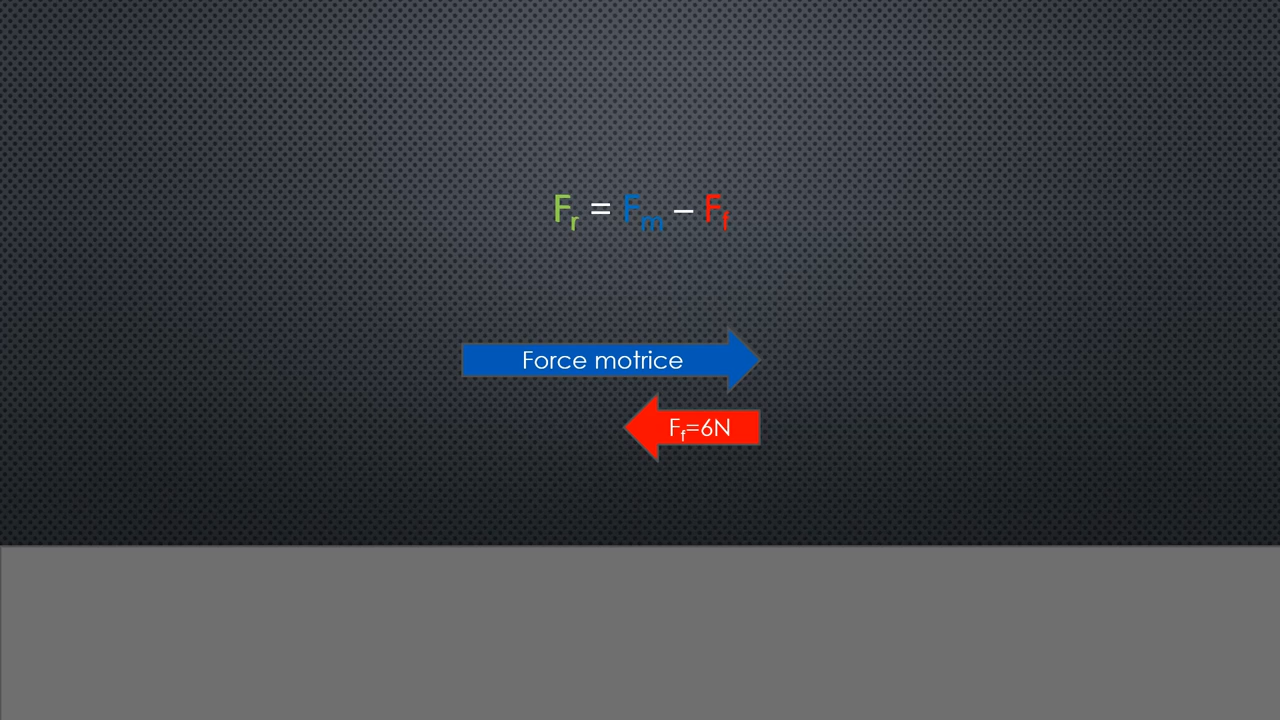 Fr = Fm – Ff
Force motrice
Ff=6N